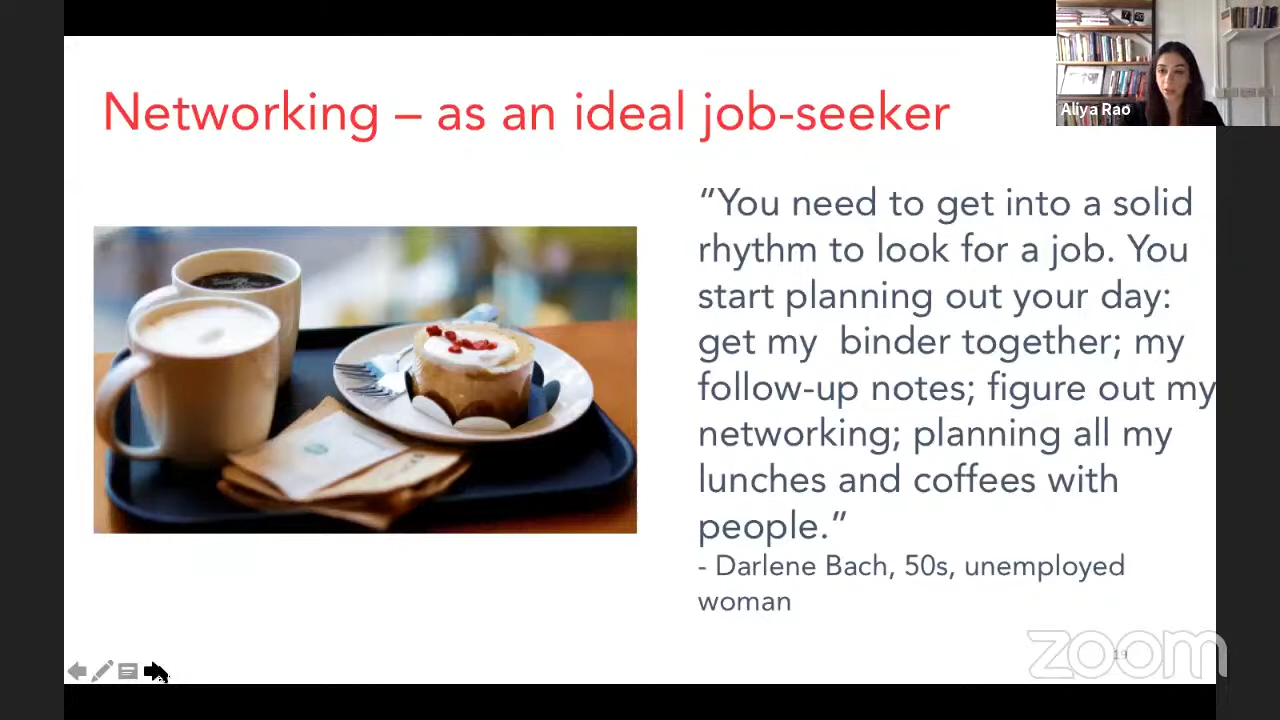 Networking – as an ideal job-seeker
Aliya Rao
“You need to get into a solid
rhythm to look for a job. You
start planning out your day:
get my  binder together; my
follow-up notes; figure out my
networking; planning all my
lunches and coffees with
people.”
- Darlene Bach, 50s, unemployed
woman
zoom
19